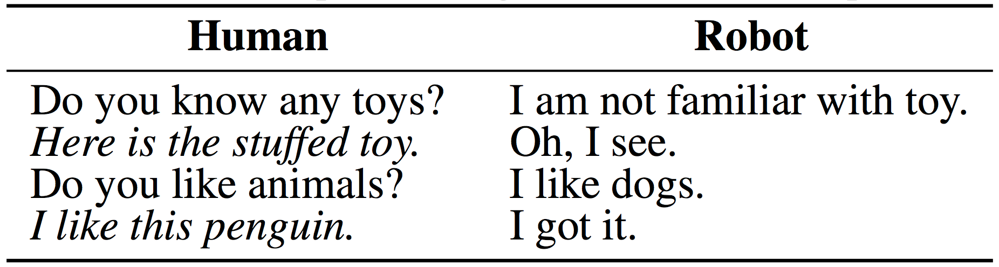 Human Robot
Do you know any toys? I am not familiar with toy.
Here is the stuffed toy. Oh, I see.
Do you like animals? I like dogs.
I like this penguin. I got it.